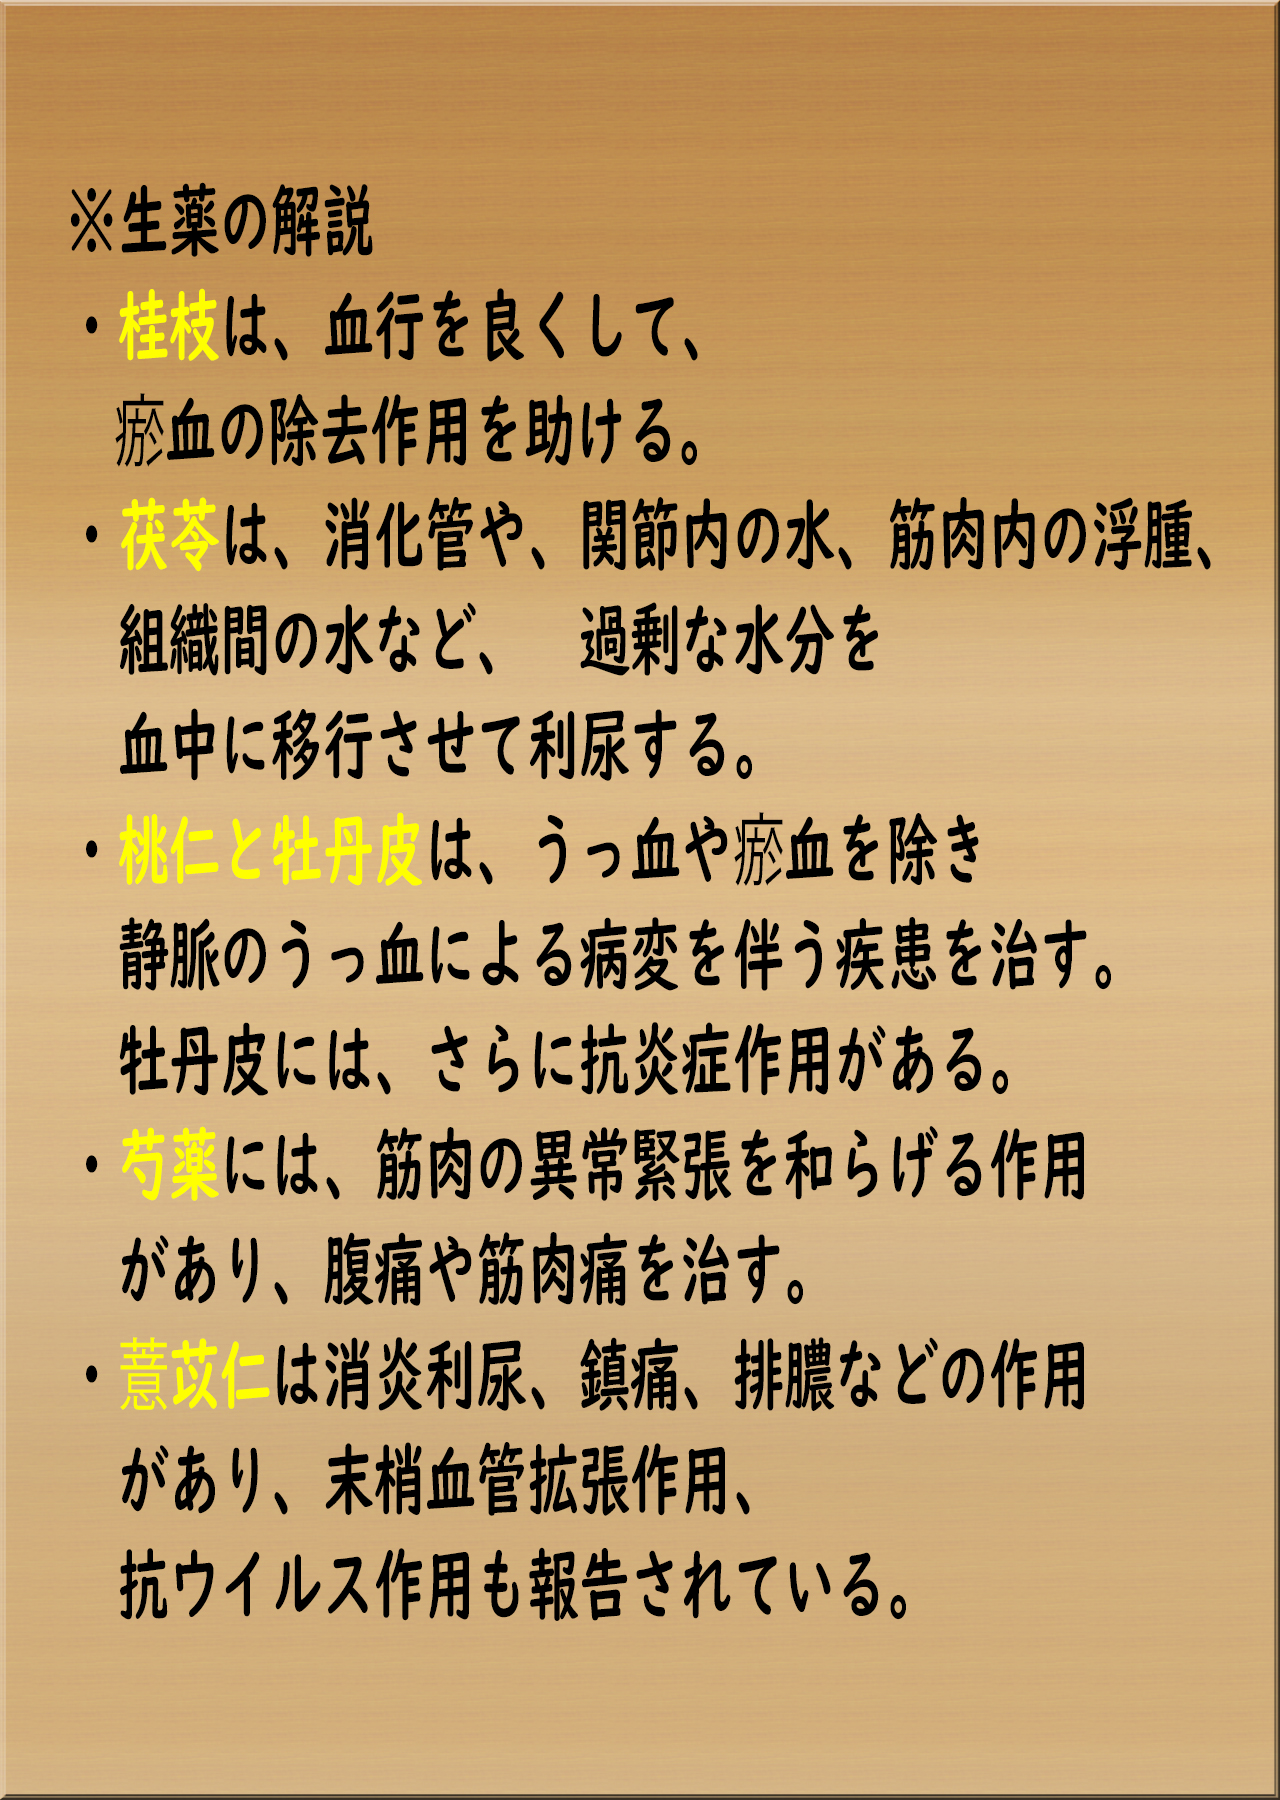 ※生薬の解説
・桂枝は、血行を良くして、
瘀血の除去作用を助ける。
・茯苓は、消化管や、関節内の水、筋肉内の浮腫、
組織間の水など、　過剰な水分を
血中に移行させて利尿する。
・桃仁と牡丹皮は、うっ血や瘀血を除き
静脈のうっ血による病変を伴う疾患を治す。
牡丹皮には、さらに抗炎症作用がある。
・芍薬には、筋肉の異常緊張を和らげる作用
があり、腹痛や筋肉痛を治す。
・薏苡仁は消炎利尿、鎮痛、排膿などの作用
があり、末梢血管拡張作用、
抗ウイルス作用も報告されている。